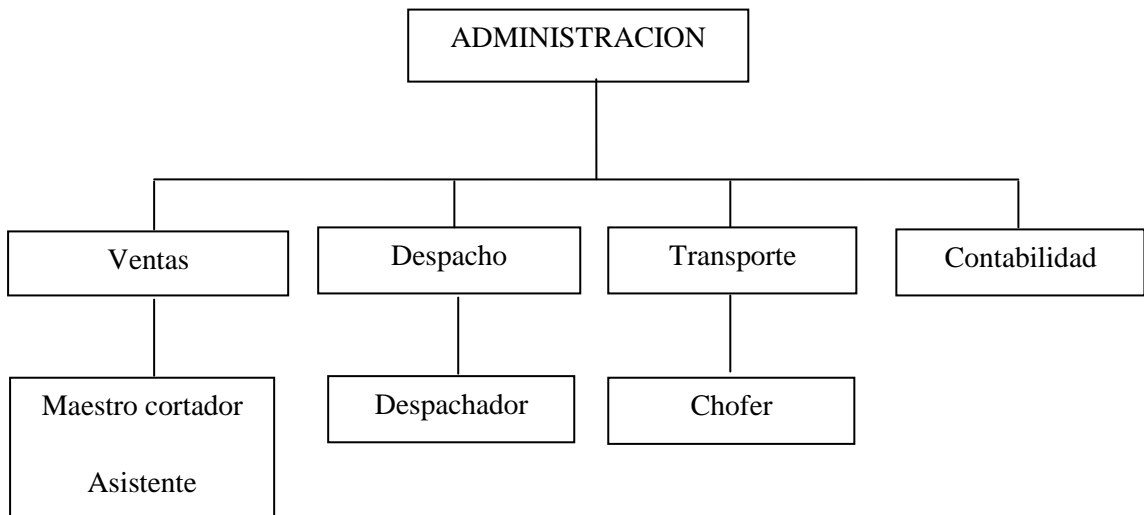 ADMINISTRACION
Ventas
Despacho
Transporte
Contabilidad
Maestro cortador
Asistente
Despachador
Chofer